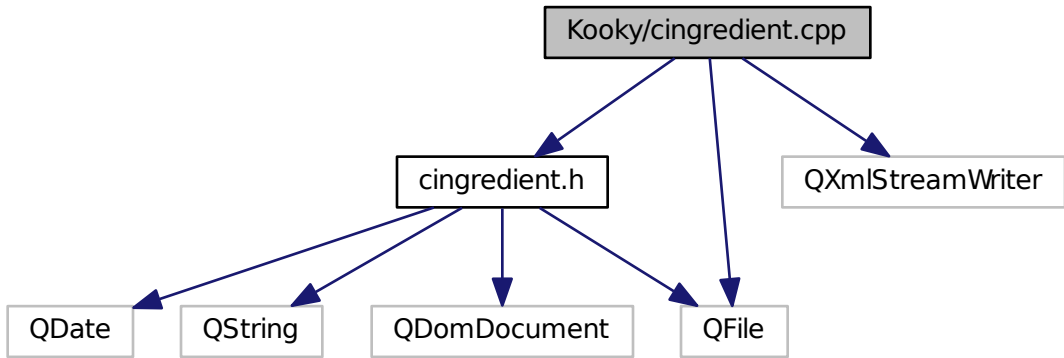 Kooky/cingredient.cpp
cingredient.h
QXmlStreamWriter
QDate
QString
QDomDocument
QFile